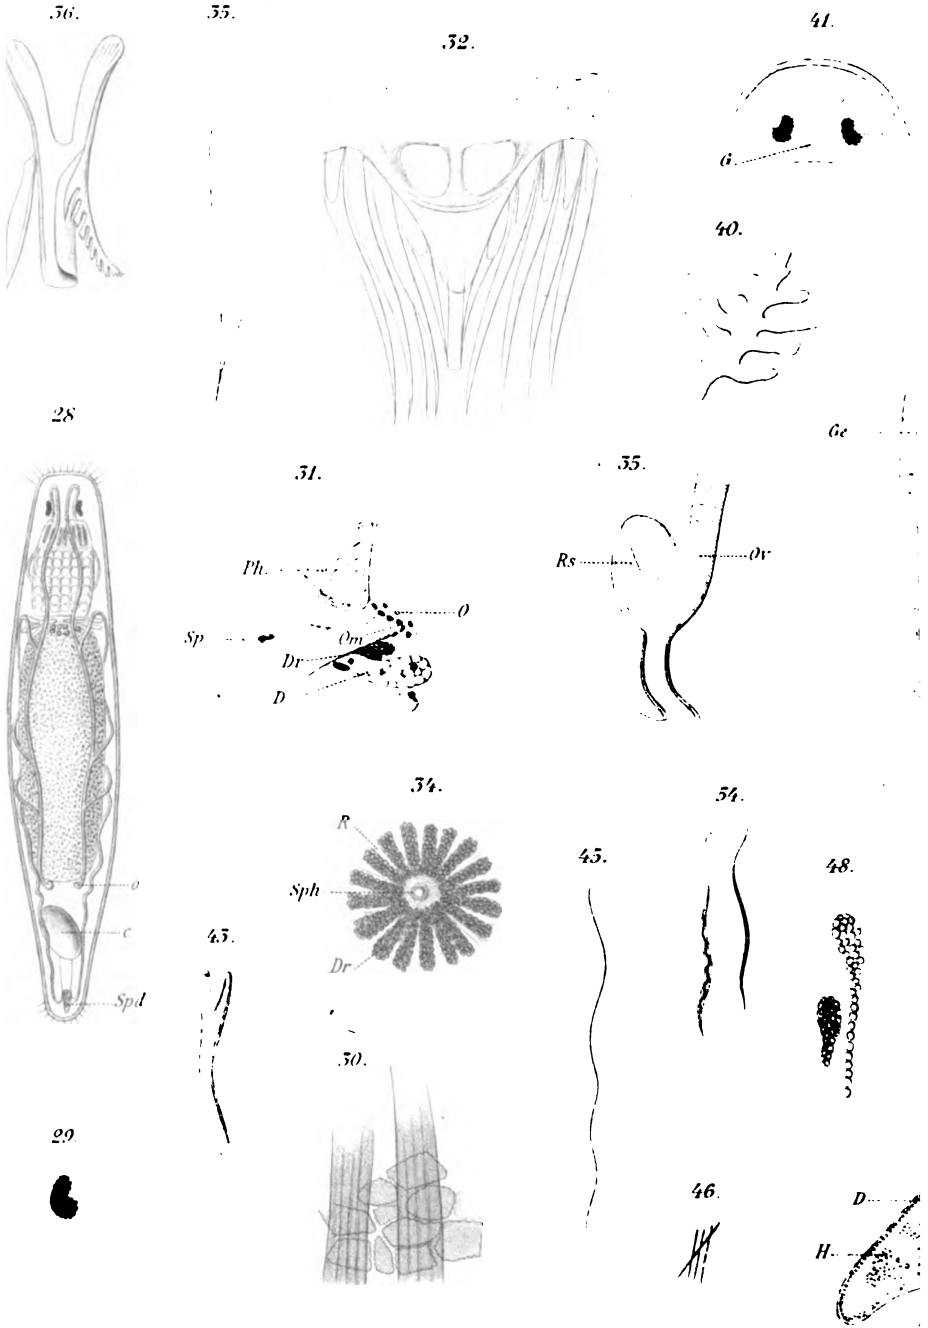 36.
33.
32.
41.
G
40.
28
Ge
31.
35.
Ph.
Rs
Ov
O
Sp
Om
Dr
D
34.
54.
R
45.
48
Sph
o
c
43.
Dr
Spd
30.
29.
46.
D
H